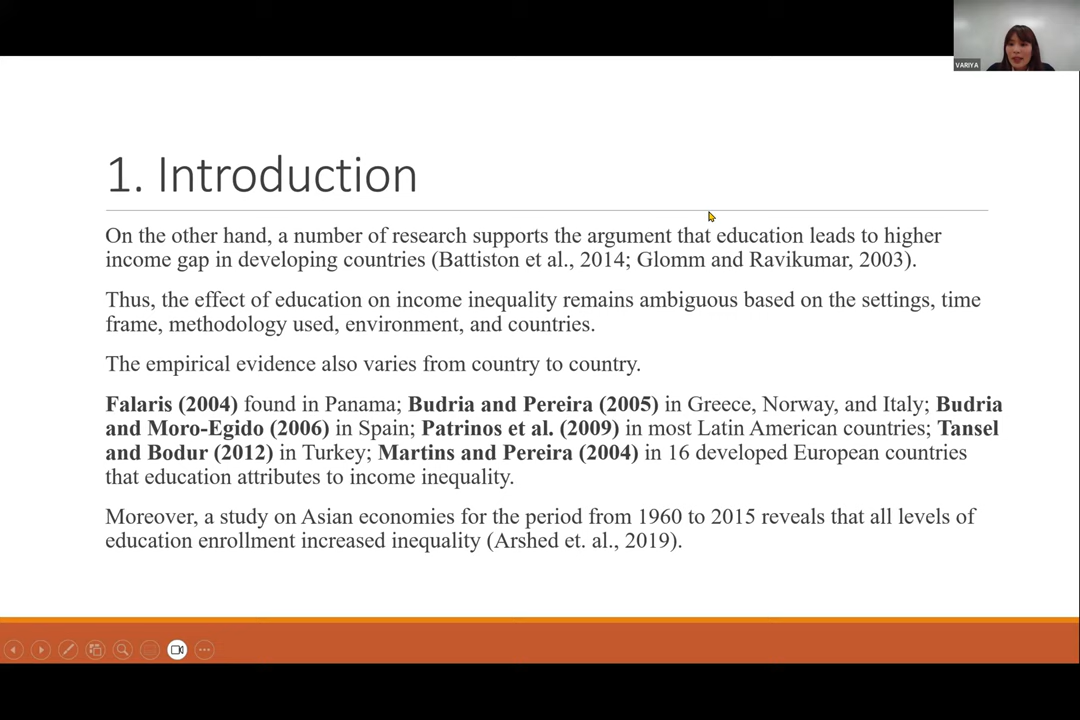 VARIYA
1. Introduction
On the other hand, a number of research supports the argument that education leads to higher
income gap in developing countries (Battiston et al., 2014; Glomm and Ravikumar, 2003).
Thus, the effect of education on income inequality remains ambiguous based on the settings, time
frame, methodology used, environment, and countries.
The empirical evidence also varies from country to country.
Falaris (2004) found in Panama; Budria and Pereira (2005) in Greece, Norway, and Italy; Budria
and Moro-Egido (2006) in Spain; Patrinos et al. (2009) in most Latin American countries; Tansel
and Bodur (2012) in Turkey; Martins and Pereira (2004) in 16 developed European countries
that education attributes to income inequality.
Moreover, a study on Asian economies for the period from 1960 to 2015 reveals that all levels of
education enrollment increased inequality (Arshed et. al., 2019).